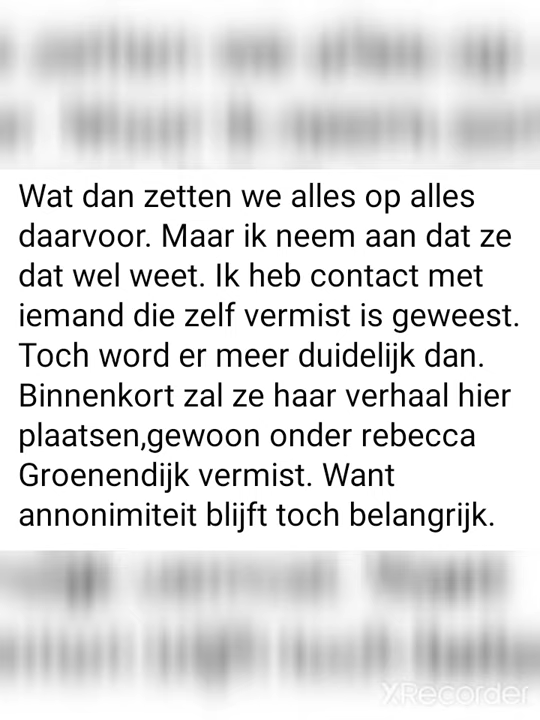 Wat dan zetten we alles op alles
daarvoor. Maar ik neem aan dat ze
dat wel weet. Ik heb contact met
iemand die zelf vermist is geweest.
Toch word er meer duidelijk dan.
Binnenkort zal ze haar verhaal hier
plaatsen,gewoon onder rebecca
Groenendijk vermist. Want
annonimiteit blijft toch belangrijk.
XRecorder